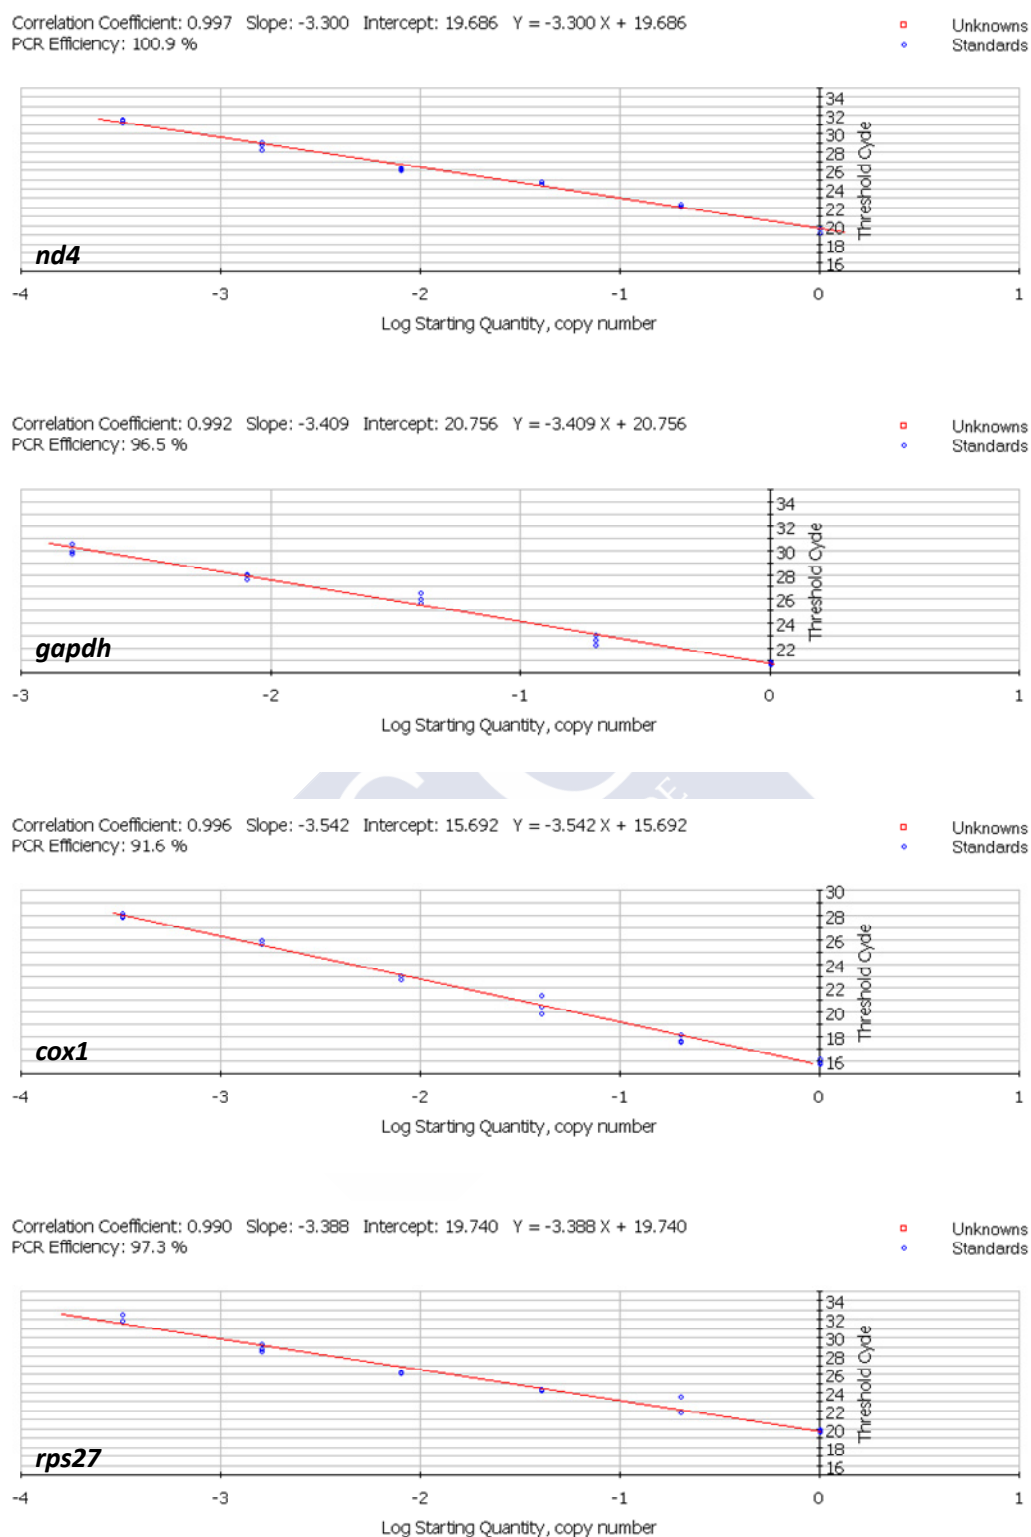 Correlation Coefficient: 0.997 Slope: -3.300 Intercept: 19.686 Y = -3.300 X + 19.686
PCR Efficiency: 100.9 %
Unknowns
Standards
34
32
30
28
26
24
22
20
18
16
Threshold Cycle
nd4
-4 -3 -2 -1 0 1
Log Starting Quantity, copy number
Correlation Coefficient: 0.992 Slope: -3.409 Intercept: 20.756 Y = -3.409 X + 20.756
PCR Efficiency: 96.5 %
Unknowns
Standards
34
32
30
28
26
24
22
Threshold Cycle
gapdh
-3 -2 -1 0 1
Log Starting Quantity, copy number
Correlation Coefficient: 0.996 Slope: -3.542 Intercept: 15.692 Y = -3.542 X + 15.692
PCR Efficiency: 91.6 %
Unknowns
Standards
30
28
26
24
22
20
18
16
Threshold Cycle
cox1
-4 -3 -2 -1 0 1
Log Starting Quantity, copy number
Correlation Coefficient: 0.990 Slope: -3.388 Intercept: 19.740 Y = -3.388 X + 19.740
PCR Efficiency: 97.3 %
Unknowns
Standards
34
32
30
28
26
24
22
20
18
16
Threshold Cycle
rps27
-4 -3 -2 -1 0 1
Log Starting Quantity, copy number